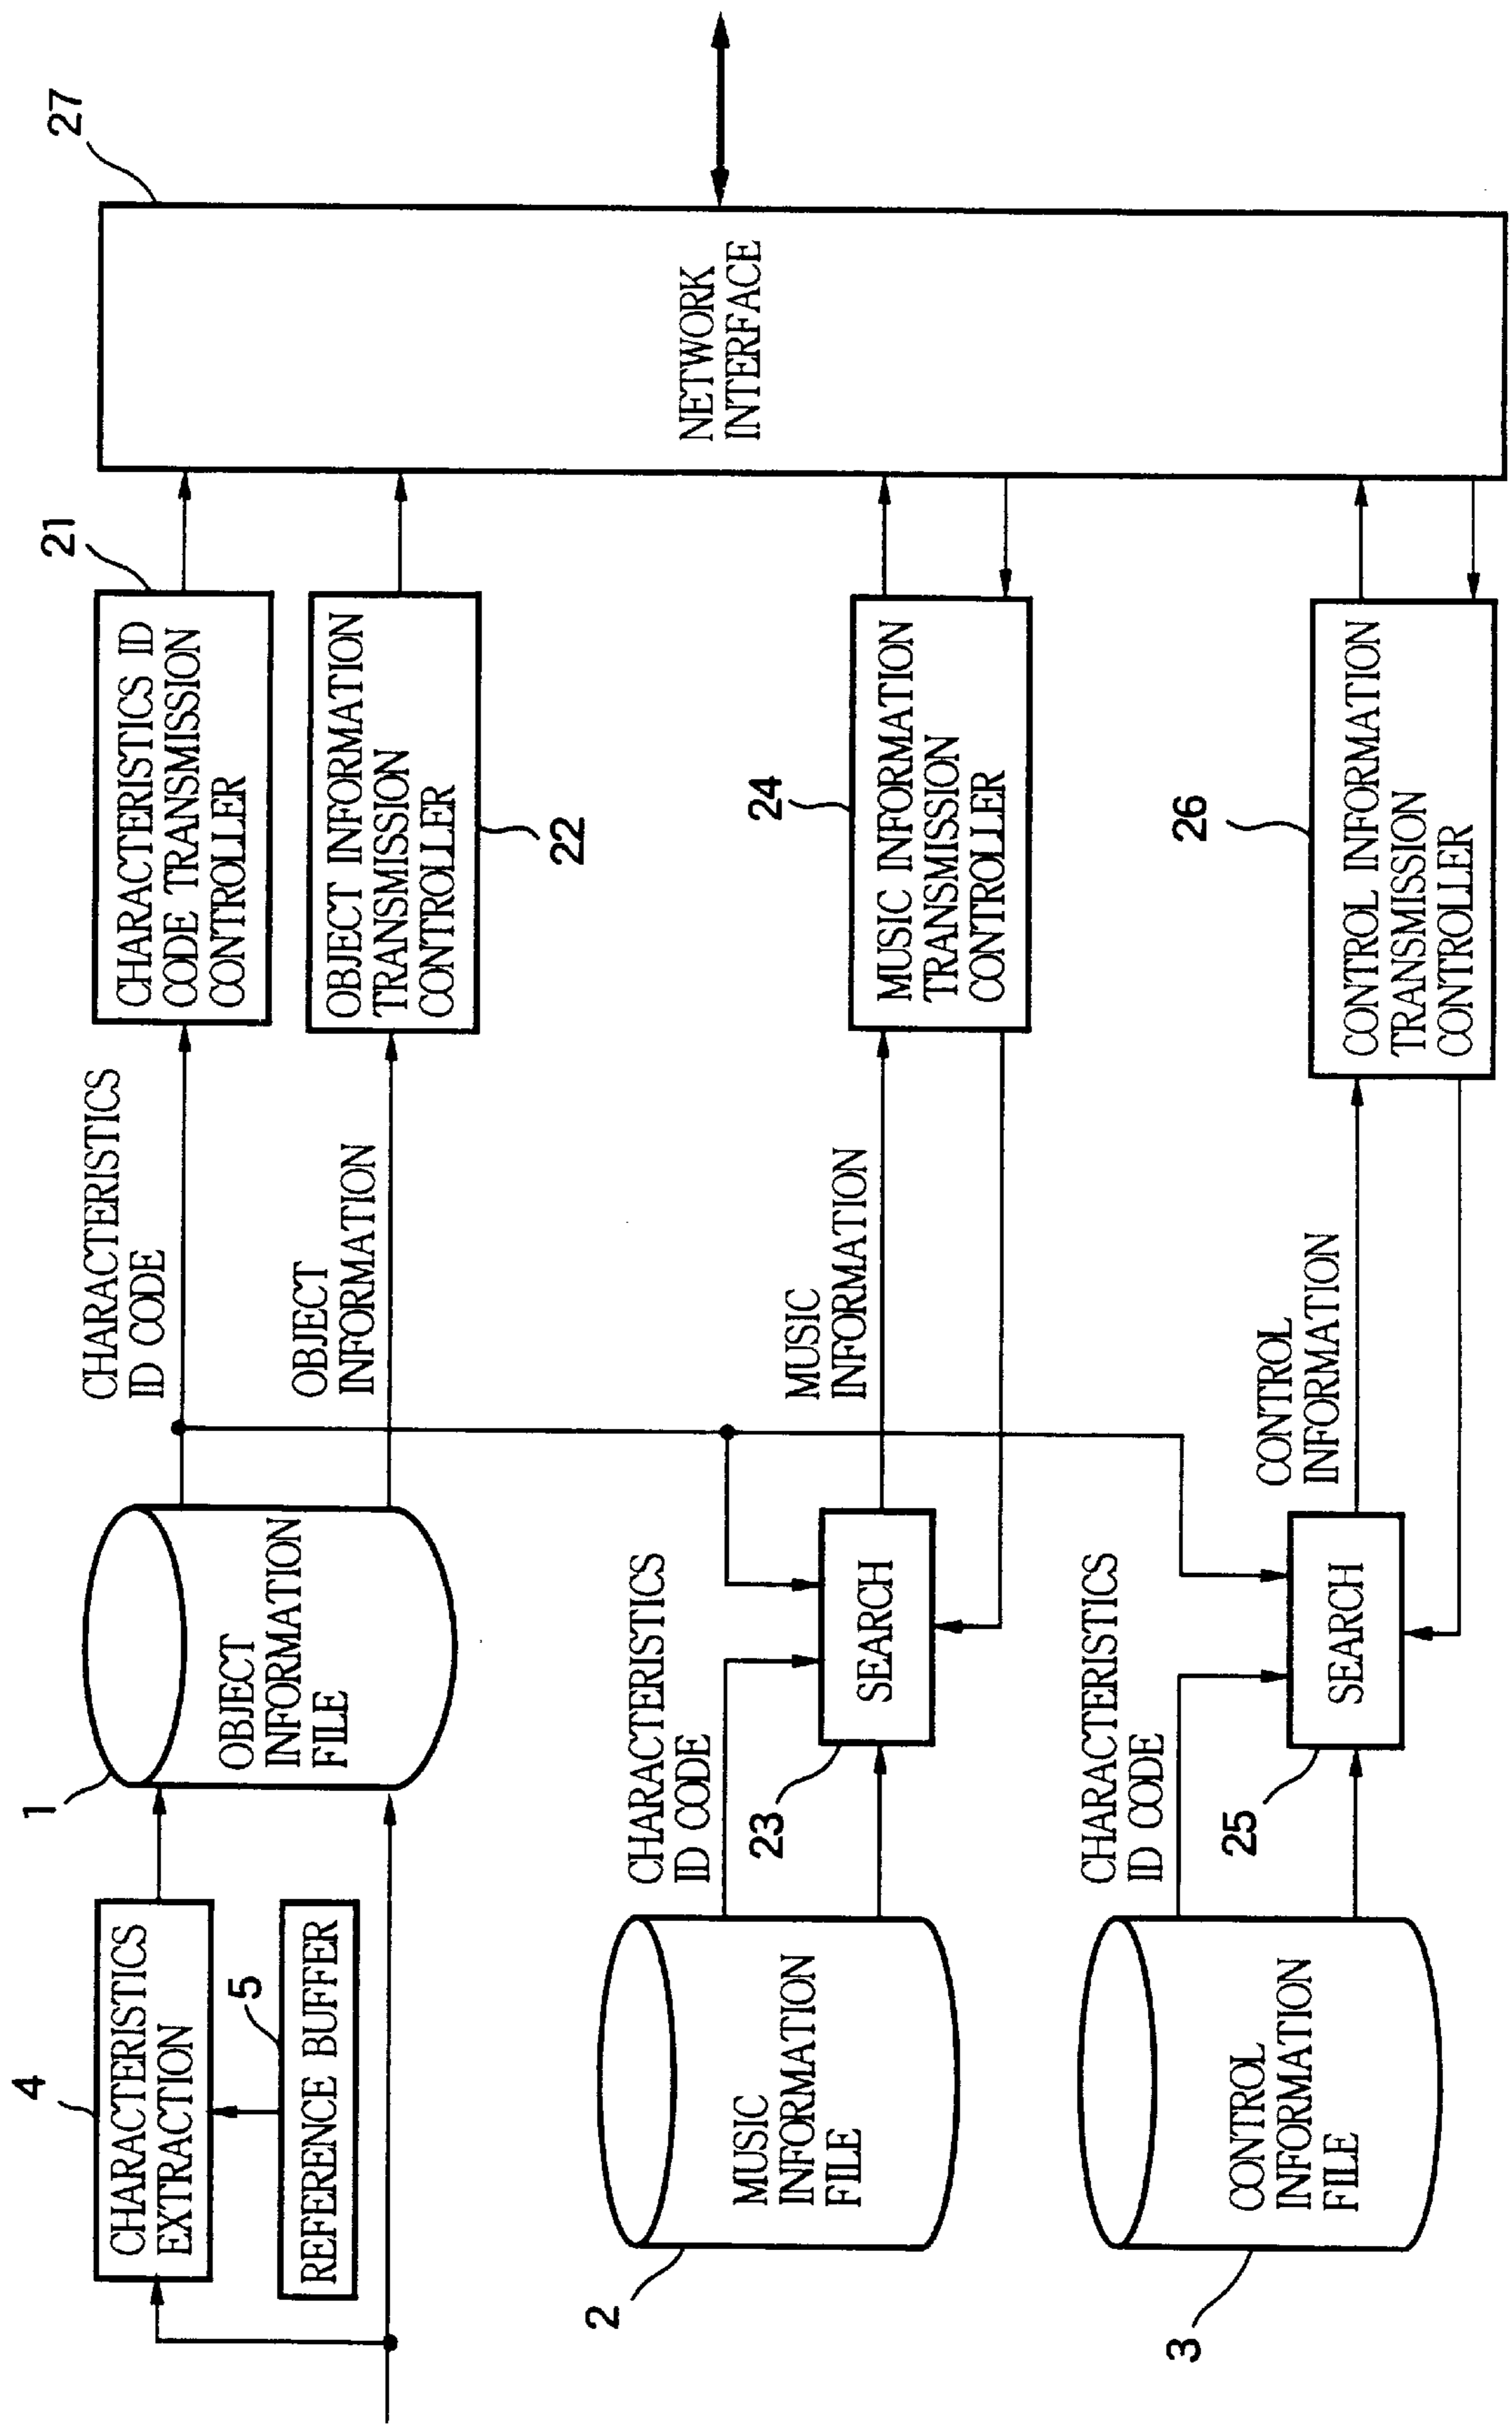 4
CHARACTERISTICS
EXTRACTION
5
REFERENCE BUFFER
1
OBJECT
INFORMATION
FILE
CHARACTERISTICS
ID CODE
OBJECT
INFORMATION
21
CHARACTERISTICS ID
CODE TRANSMISSION
CONTROLLER
OBJECT INFORMATION
TRANSMISSION
CONTROLLER
22
27
NETWORK
INTERFACE
2
MUSIC
INFORMATION
FILE
CHARACTERISTICS
ID CODE
23
SEARCH
MUSIC
INFORMATION
24
MUSIC INFORMATION
TRANSMISSION
CONTROLLER
3
CONTROL
INFORMATION
FILE
CHARACTERISTICS
ID CODE
25
SEARCH
CONTROL
INFORMATION
26
CONTROL INFORMATION
TRANSMISSION
CONTROLLER